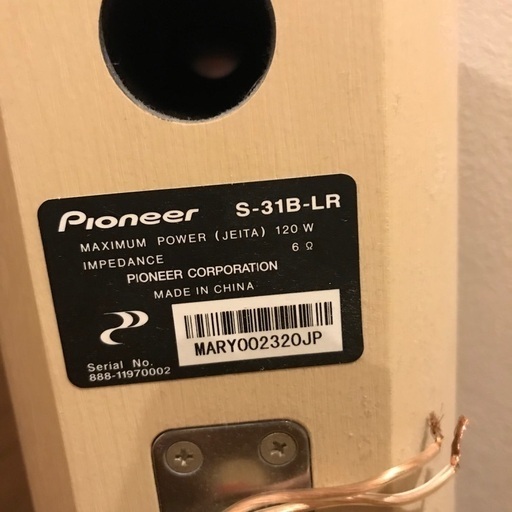 Pioneer S-31B-LR
MAXIMUM POWER (JEITA) 120 W
IMPEDANCE 6 Ω
PIONEER CORPORATION
MADE IN CHINA
MARY002320JP
Serial No.
888-11970002